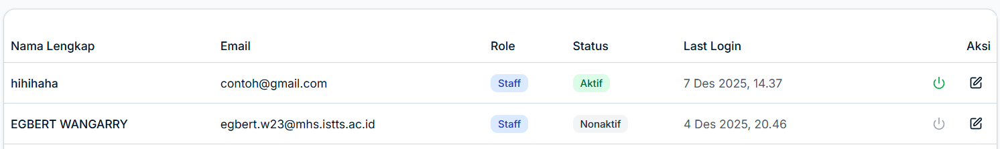 Nama Lengkap Email Role Status Last Login Aksi
hihihaha contoh@gmail.com Staff Aktif 7 Des 2025, 14.37
EGBERT WANGARRY egbert.w23@mhs.istts.ac.id Staff Nonaktif 4 Des 2025, 20.46